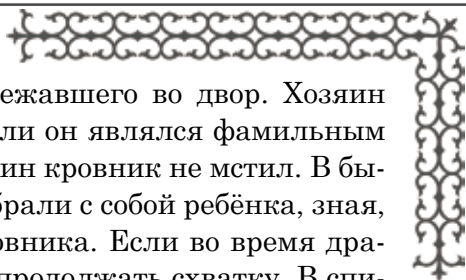 ежавшего во двор. Хозяин
ли он являлся фамильным
ин кровник не мстил. В бы-
брали с собой ребёнка, зная,
овника. Если во время дра-
продолжать схватку. В спи-